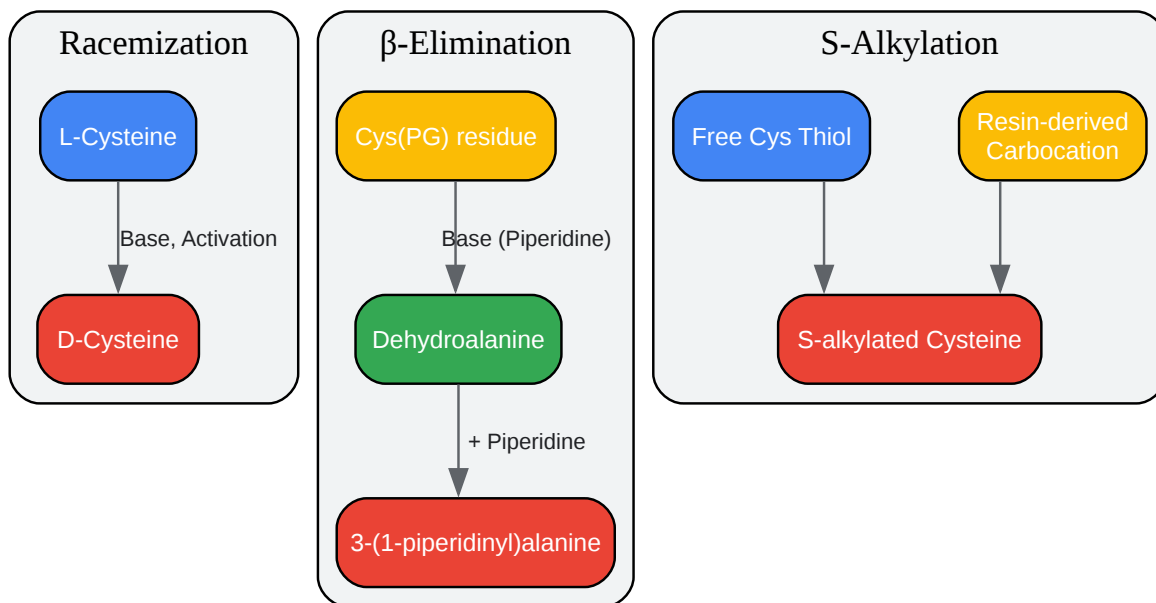 Racemization
L-Cysteine
Base, Activation
D-Cysteine
β-Elimination
Cys(PG) residue
Base (Piperidine)
Dehydroalanine
+ Piperidine
3-(1-piperidinyl)alanine
S-Alkylation
Free Cys Thiol
Resin-derived
Carbocation
S-alkylated Cysteine